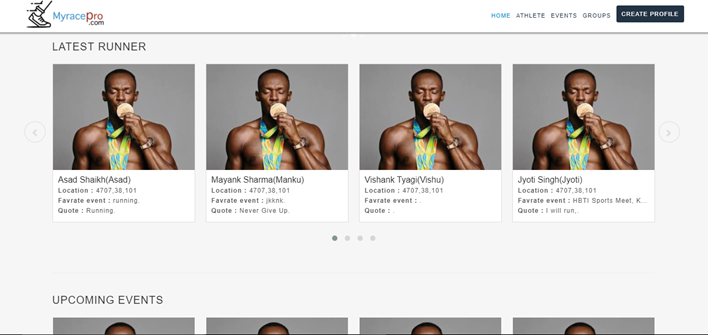 Myracepro
.com
HOME ATHLETE EVENTS GROUPS CREATE PROFILE
LATEST RUNNER
Asad Shaikh(Asad)
Location : 4707,38,101
Favrate event : running.
Quote : Running.
Mayank Sharma(Manku)
Location : 4707,38,101
Favrate event : jkknk.
Quote : Never Give Up.
Vishank Tyagi(Vishu)
Location : 4707,38,101
Favrate event : .
Quote : .
Jyoti Singh(Jyoti)
Location : 4707,38,101
Favrate event : HBTI Sports Meet, K...
Quote : I will run,.
UPCOMING EVENTS